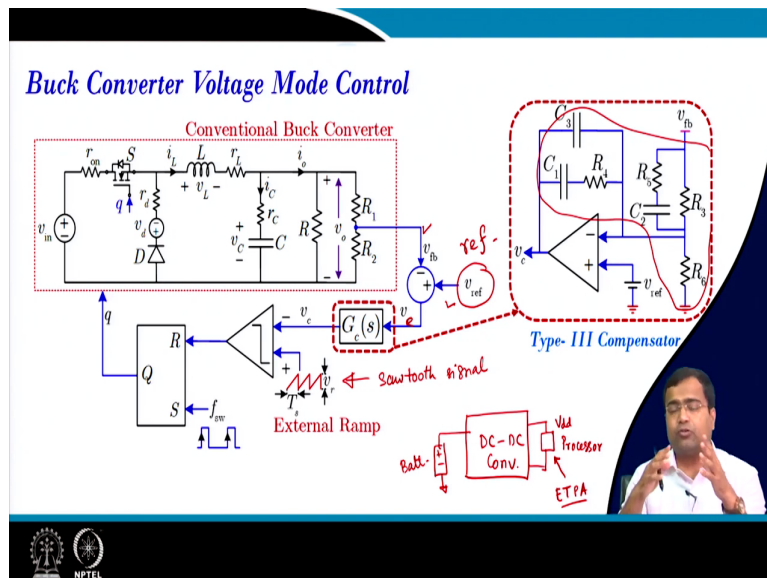 Buck Converter Voltage Mode Control
Conventional Buck Converter
r_on
S
i_L
L
r_L
i_o
+ v_L -
q
r_d
v_d
D
v_in
i_C
r_C
+
v_C
-
C
R
+
v_o
-
R_1
R_2
v_fb
ref-
v_ref
v_e
G_c(s)
v_c
-
+
v_r
T_s
Sawtooth signal
External Ramp
q
R
Q
S
f_sw
C_3
C_1
R_4
v_fb
R_5
C_2
R_3
R_6
v_c
-
+
v_ref
Type- III Compensator
Batt.
DC-DC
Conv.
Vdd
Processor
ETPA
NPTEL